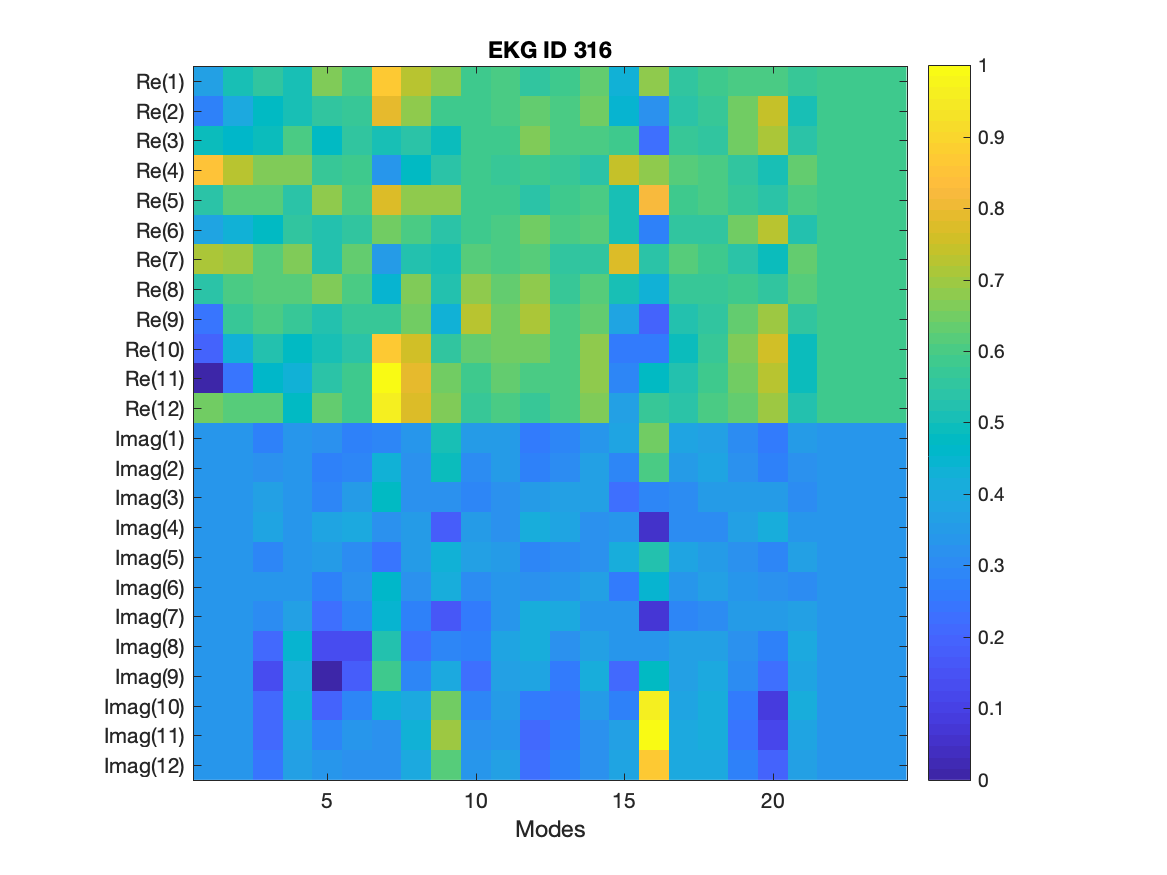 EKG ID 316
Re(1)
Re(2)
Re(3)
Re(4)
Re(5)
Re(6)
Re(7)
Re(8)
Re(9)
Re(10)
Re(11)
Re(12)
Imag(1)
Imag(2)
Imag(3)
Imag(4)
Imag(5)
Imag(6)
Imag(7)
Imag(8)
Imag(9)
Imag(10)
Imag(11)
Imag(12)
5 10 15 20
Modes
1
0.9
0.8
0.7
0.6
0.5
0.4
0.3
0.2
0.1
0